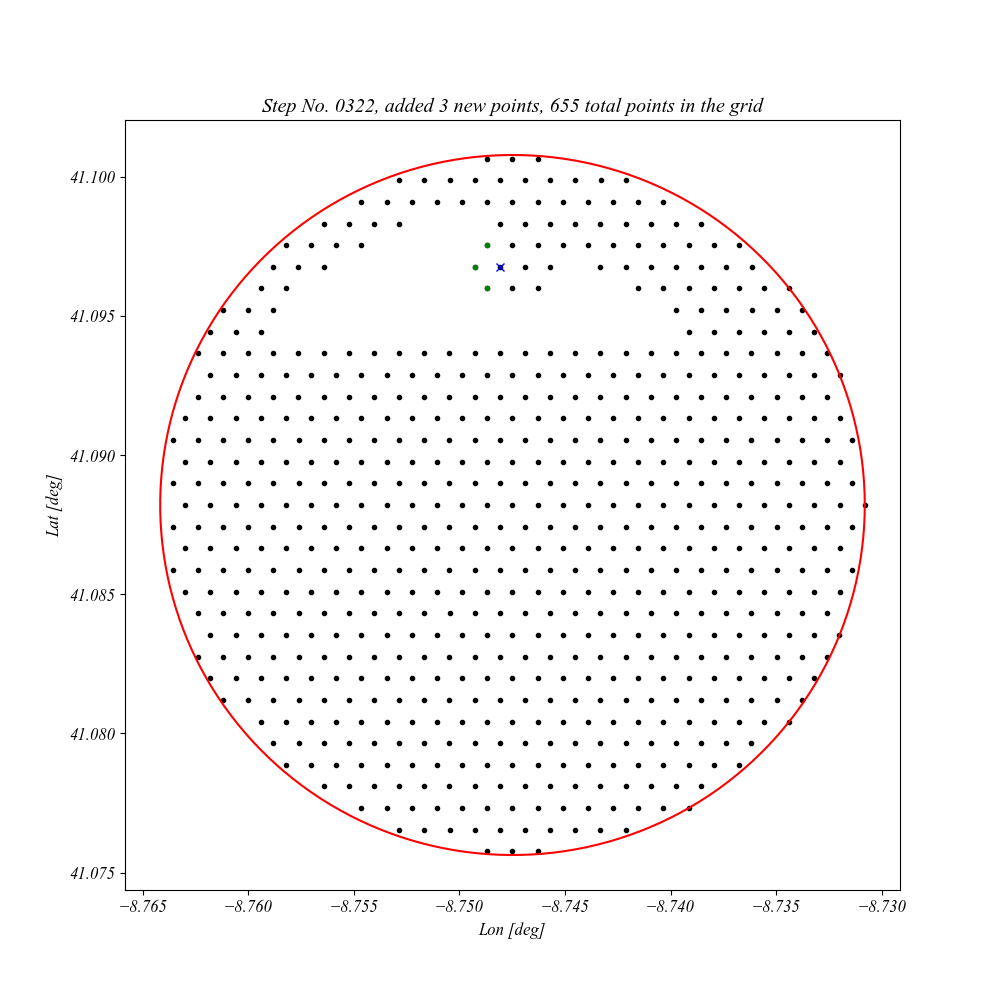 Step No. 0322, added 3 new points, 655 total points in the grid
41.100
41.095
41.090
41.085
41.080
41.075
Lat [deg]
−8.765 −8.760 −8.755 −8.750 −8.745 −8.740 −8.735 −8.730
Lon [deg]